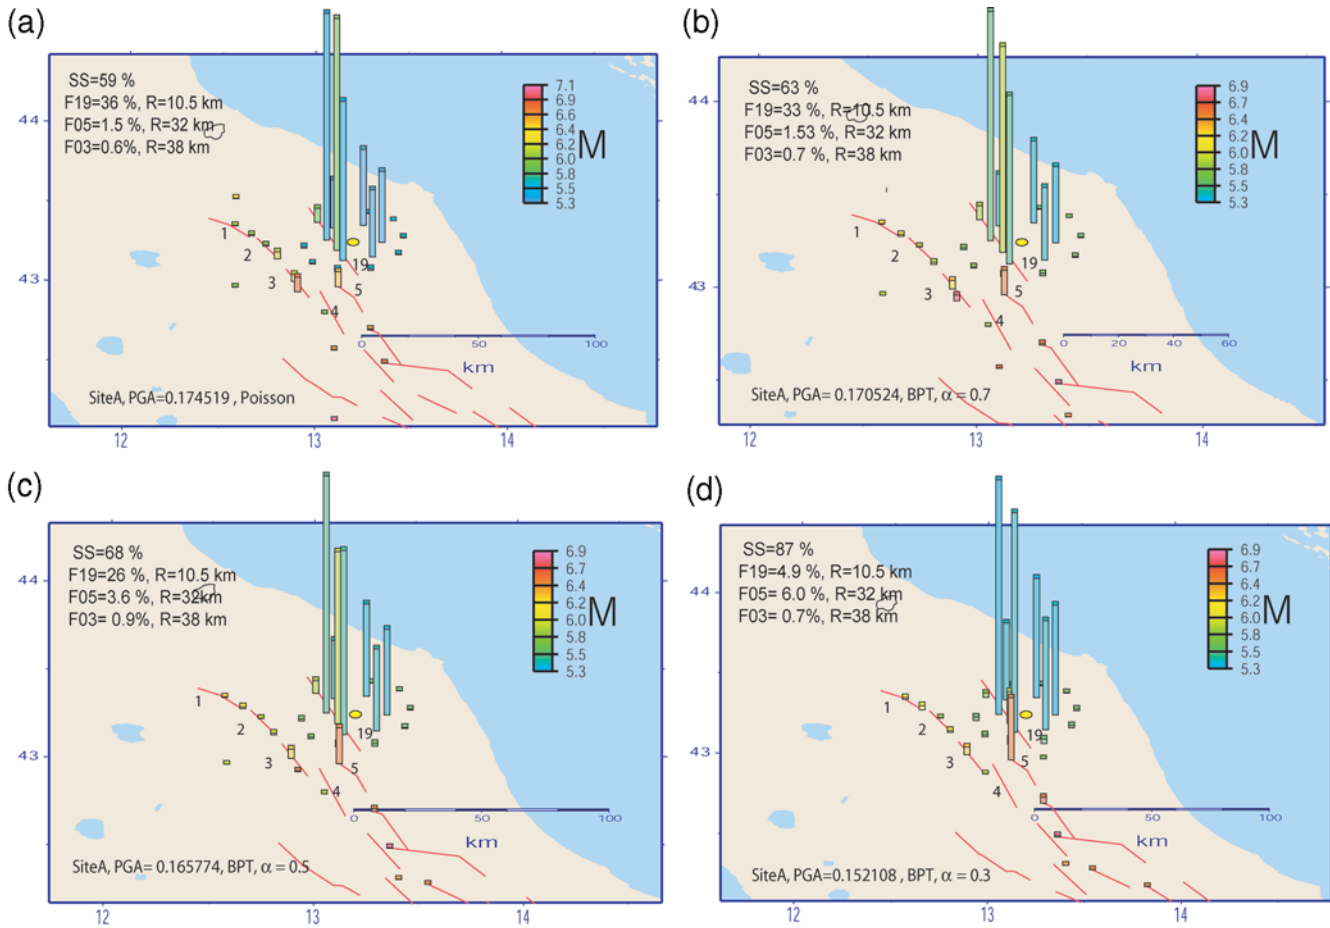 (a)
SS=59 %
F19=36 %, R=10.5 km
F05=1.5 %, R=32 km
F03=0.6%, R=38 km
7.1
6.9
6.6
6.4
6.2
6.0
5.8
5.5
5.3
M
44
43
1
2
3
4
5
19
0
50
100
km
SiteA, PGA=0.174519 , Poisson
12
13
14
(b)
SS=63 %
F19=33 %, R=10.5 km
F05=1.53 %, R=32 km
F03=0.7 %, R=38 km
6.9
6.7
6.4
6.2
6.0
5.8
5.5
5.3
M
44
43
1
2
3
4
5
19
0
20
40
60
km
SiteA, PGA= 0.170524, BPT, α = 0.7
12
13
14
(c)
SS=68 %
F19=26 %, R=10.5 km
F05=3.6 %, R=32km
F03= 0.9%, R=38 km
6.9
6.7
6.4
6.2
6.0
5.8
5.5
5.3
M
44
43
1
2
3
4
5
19
0
50
100
km
SiteA, PGA= 0.165774, BPT, α = 0.5
12
13
14
(d)
SS=87 %
F19=4.9 %, R=10.5 km
F05= 6.0 %, R=32 km
F03= 0.7%, R=38 km
6.9
6.7
6.4
6.2
6.0
5.8
5.5
5.3
M
44
43
1
2
3
4
5
19
0
50
100
km
SiteA, PGA=0.152108 , BPT, α = 0.3
12
13
14